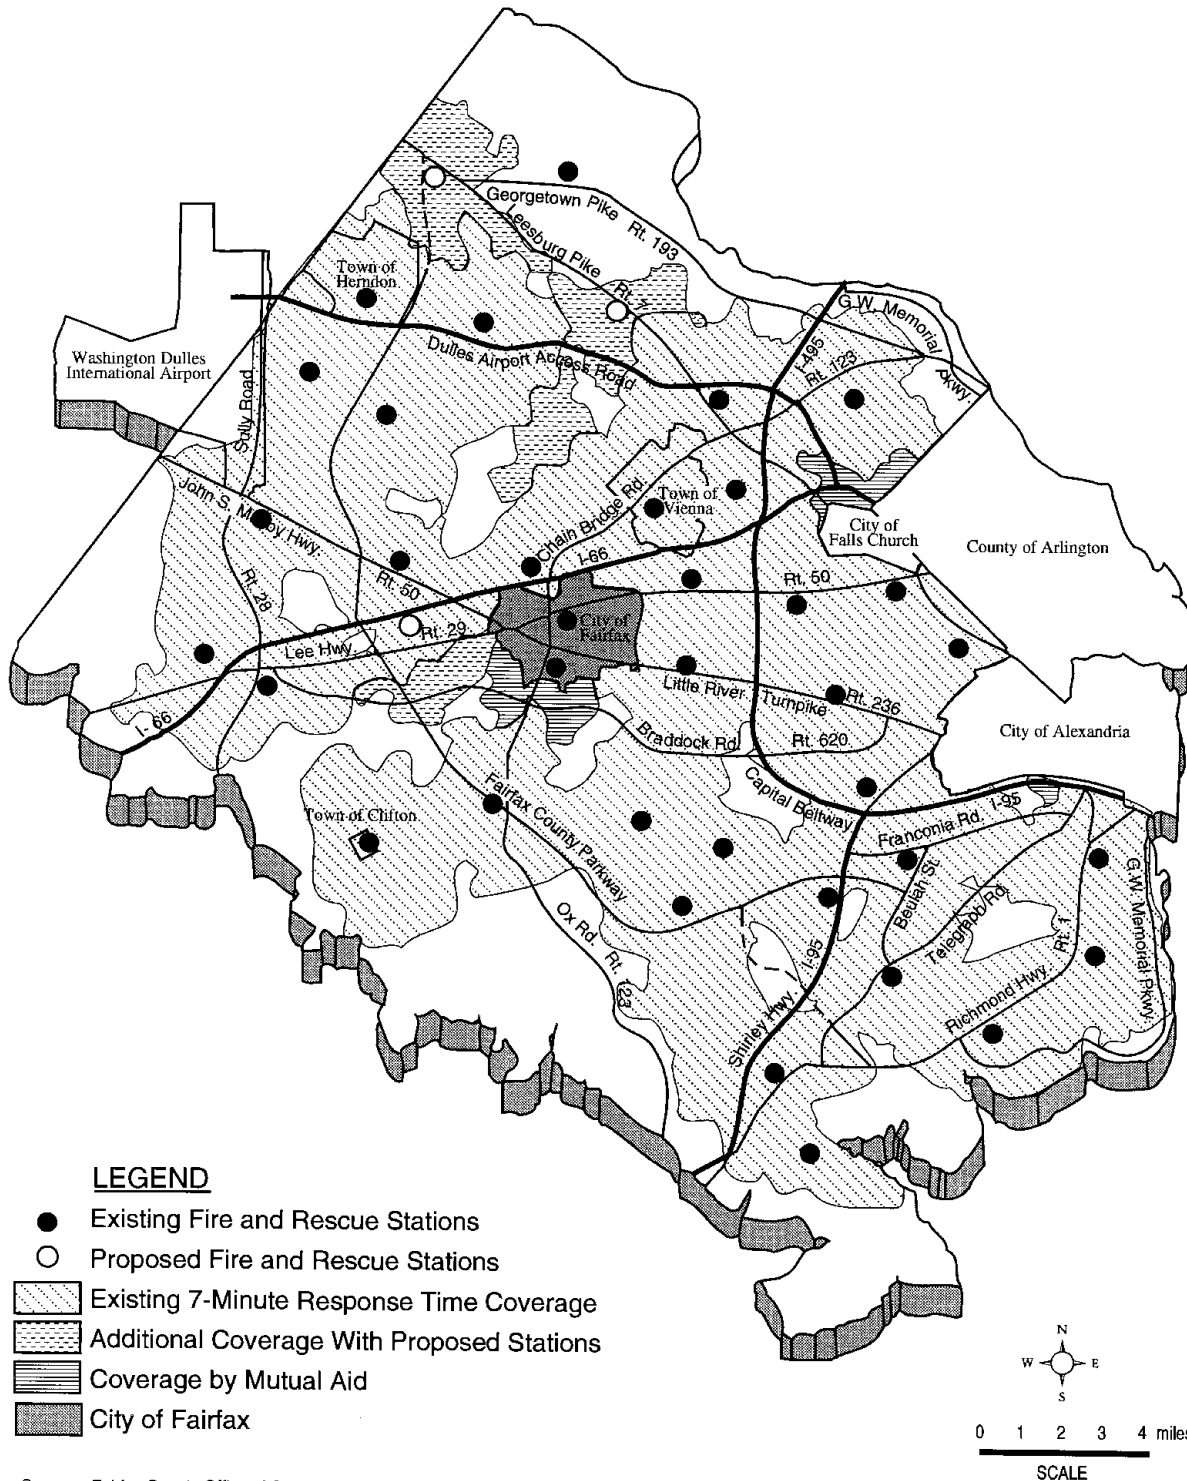 Georgetown Pike Rt. 193
Leesburg Pike Rt. 7
Town of
Herndon
G.W. Memorial Pkwy.
I-495
Rt. 123
Dulles Airport Access Road
Washington Dulles
International Airport
Sully Road
John S. Mosby Hwy.
Rt. 50
Chain Bridge Rd.
Town of
Vienna
I-66
City of
Falls Church
County of Arlington
Rt. 28
Rt. 50
City of
Fairfax
Rt. 29
Lee Hwy.
Little River Turnpike
Rt. 236
I-66
Braddock Rd.
Rt. 620
City of Alexandria
Capital Beltway
I-95
Franconia Rd.
Town of Clifton
Fairfax County Parkway
Beulah St.
Telegraph Rd.
Rt. 1
G.W. Memorial Pkwy.
Ox Rd. Rt. 123
Shirley Hwy. I-95
Richmond Hwy.
LEGEND
Existing Fire and Rescue Stations
Proposed Fire and Rescue Stations
Existing 7-Minute Response Time Coverage
Additional Coverage With Proposed Stations
Coverage by Mutual Aid
City of Fairfax
N
W E
S
0 1 2 3 4 miles
SCALE